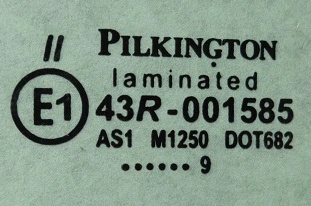 II PILKINGTON
laminated
E1 43R-001585
AS1 M1250 DOT682
...... 9